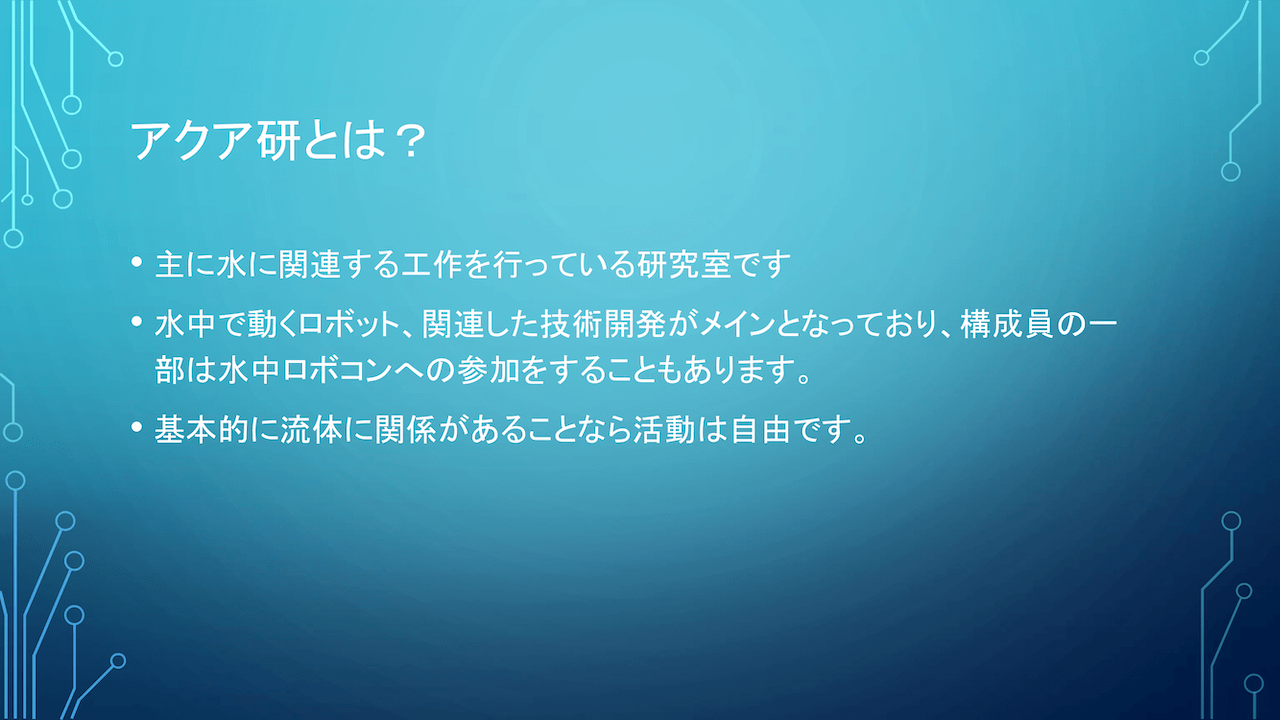 アクア研とは？
• 主に水に関連する工作を行っている研究室です
• 水中で動くロボット、関連した技術開発がメインとなっており、構成員の一
部は水中ロボコンへの参加をすることもあります。
• 基本的に流体に関係があることなら活動は自由です。